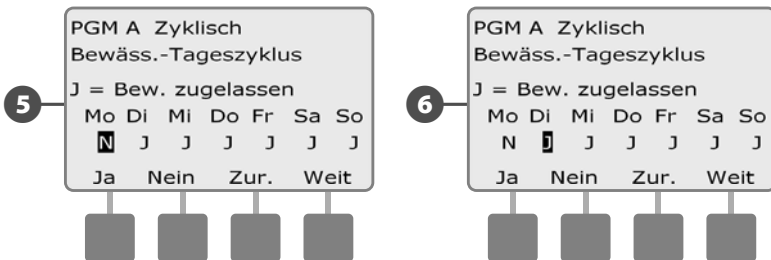 5
PGM A Zyklisch
Bewäss.-Tageszyklus
J = Bew. zugelassen
Mo Di Mi Do Fr Sa So
N J J J J J J
Ja Nein Zur. Weit
6
PGM A Zyklisch
Bewäss.-Tageszyklus
J = Bew. zugelassen
Mo Di Mi Do Fr Sa So
N J J J J J J
Ja Nein Zur. Weit